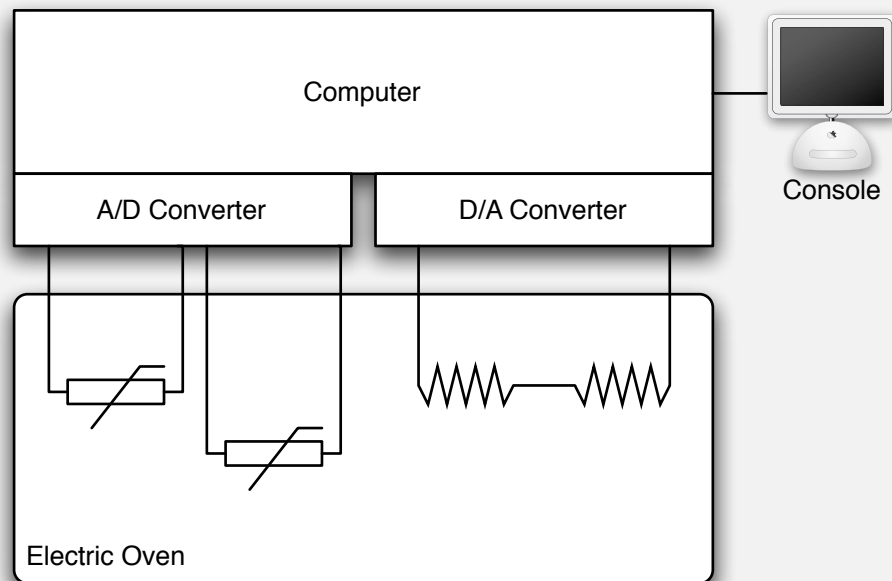 Computer
A/D Converter
D/A Converter
Console
Electric Oven